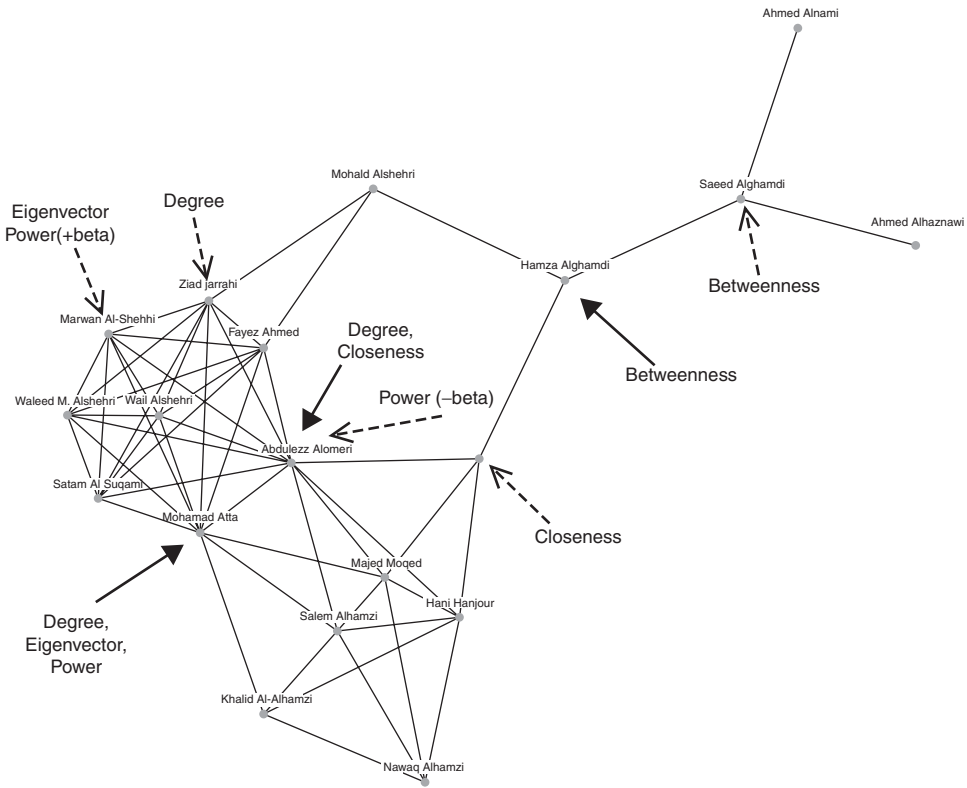 Ahmed Alnami
Mohald Alshehri
Saeed Alghamdi
Degree
Eigenvector
Power(+beta)
Ahmed Alhaznawi
Hamza Alghamdi
Ziad jarrahi
Betweenness
Marwan Al-Shehhi
Fayez Ahmed
Degree,
Closeness
Betweenness
Power (–beta)
Waleed M. Alshehri
Wail Alshehri
Abdulezz Alomeri
Satam Al Suqami
Mohamad Atta
Closeness
Majed Moqed
Hani Hanjour
Salem Alhamzi
Degree,
Eigenvector,
Power
Khalid Al-Alhamzi
Nawaq Alhamzi